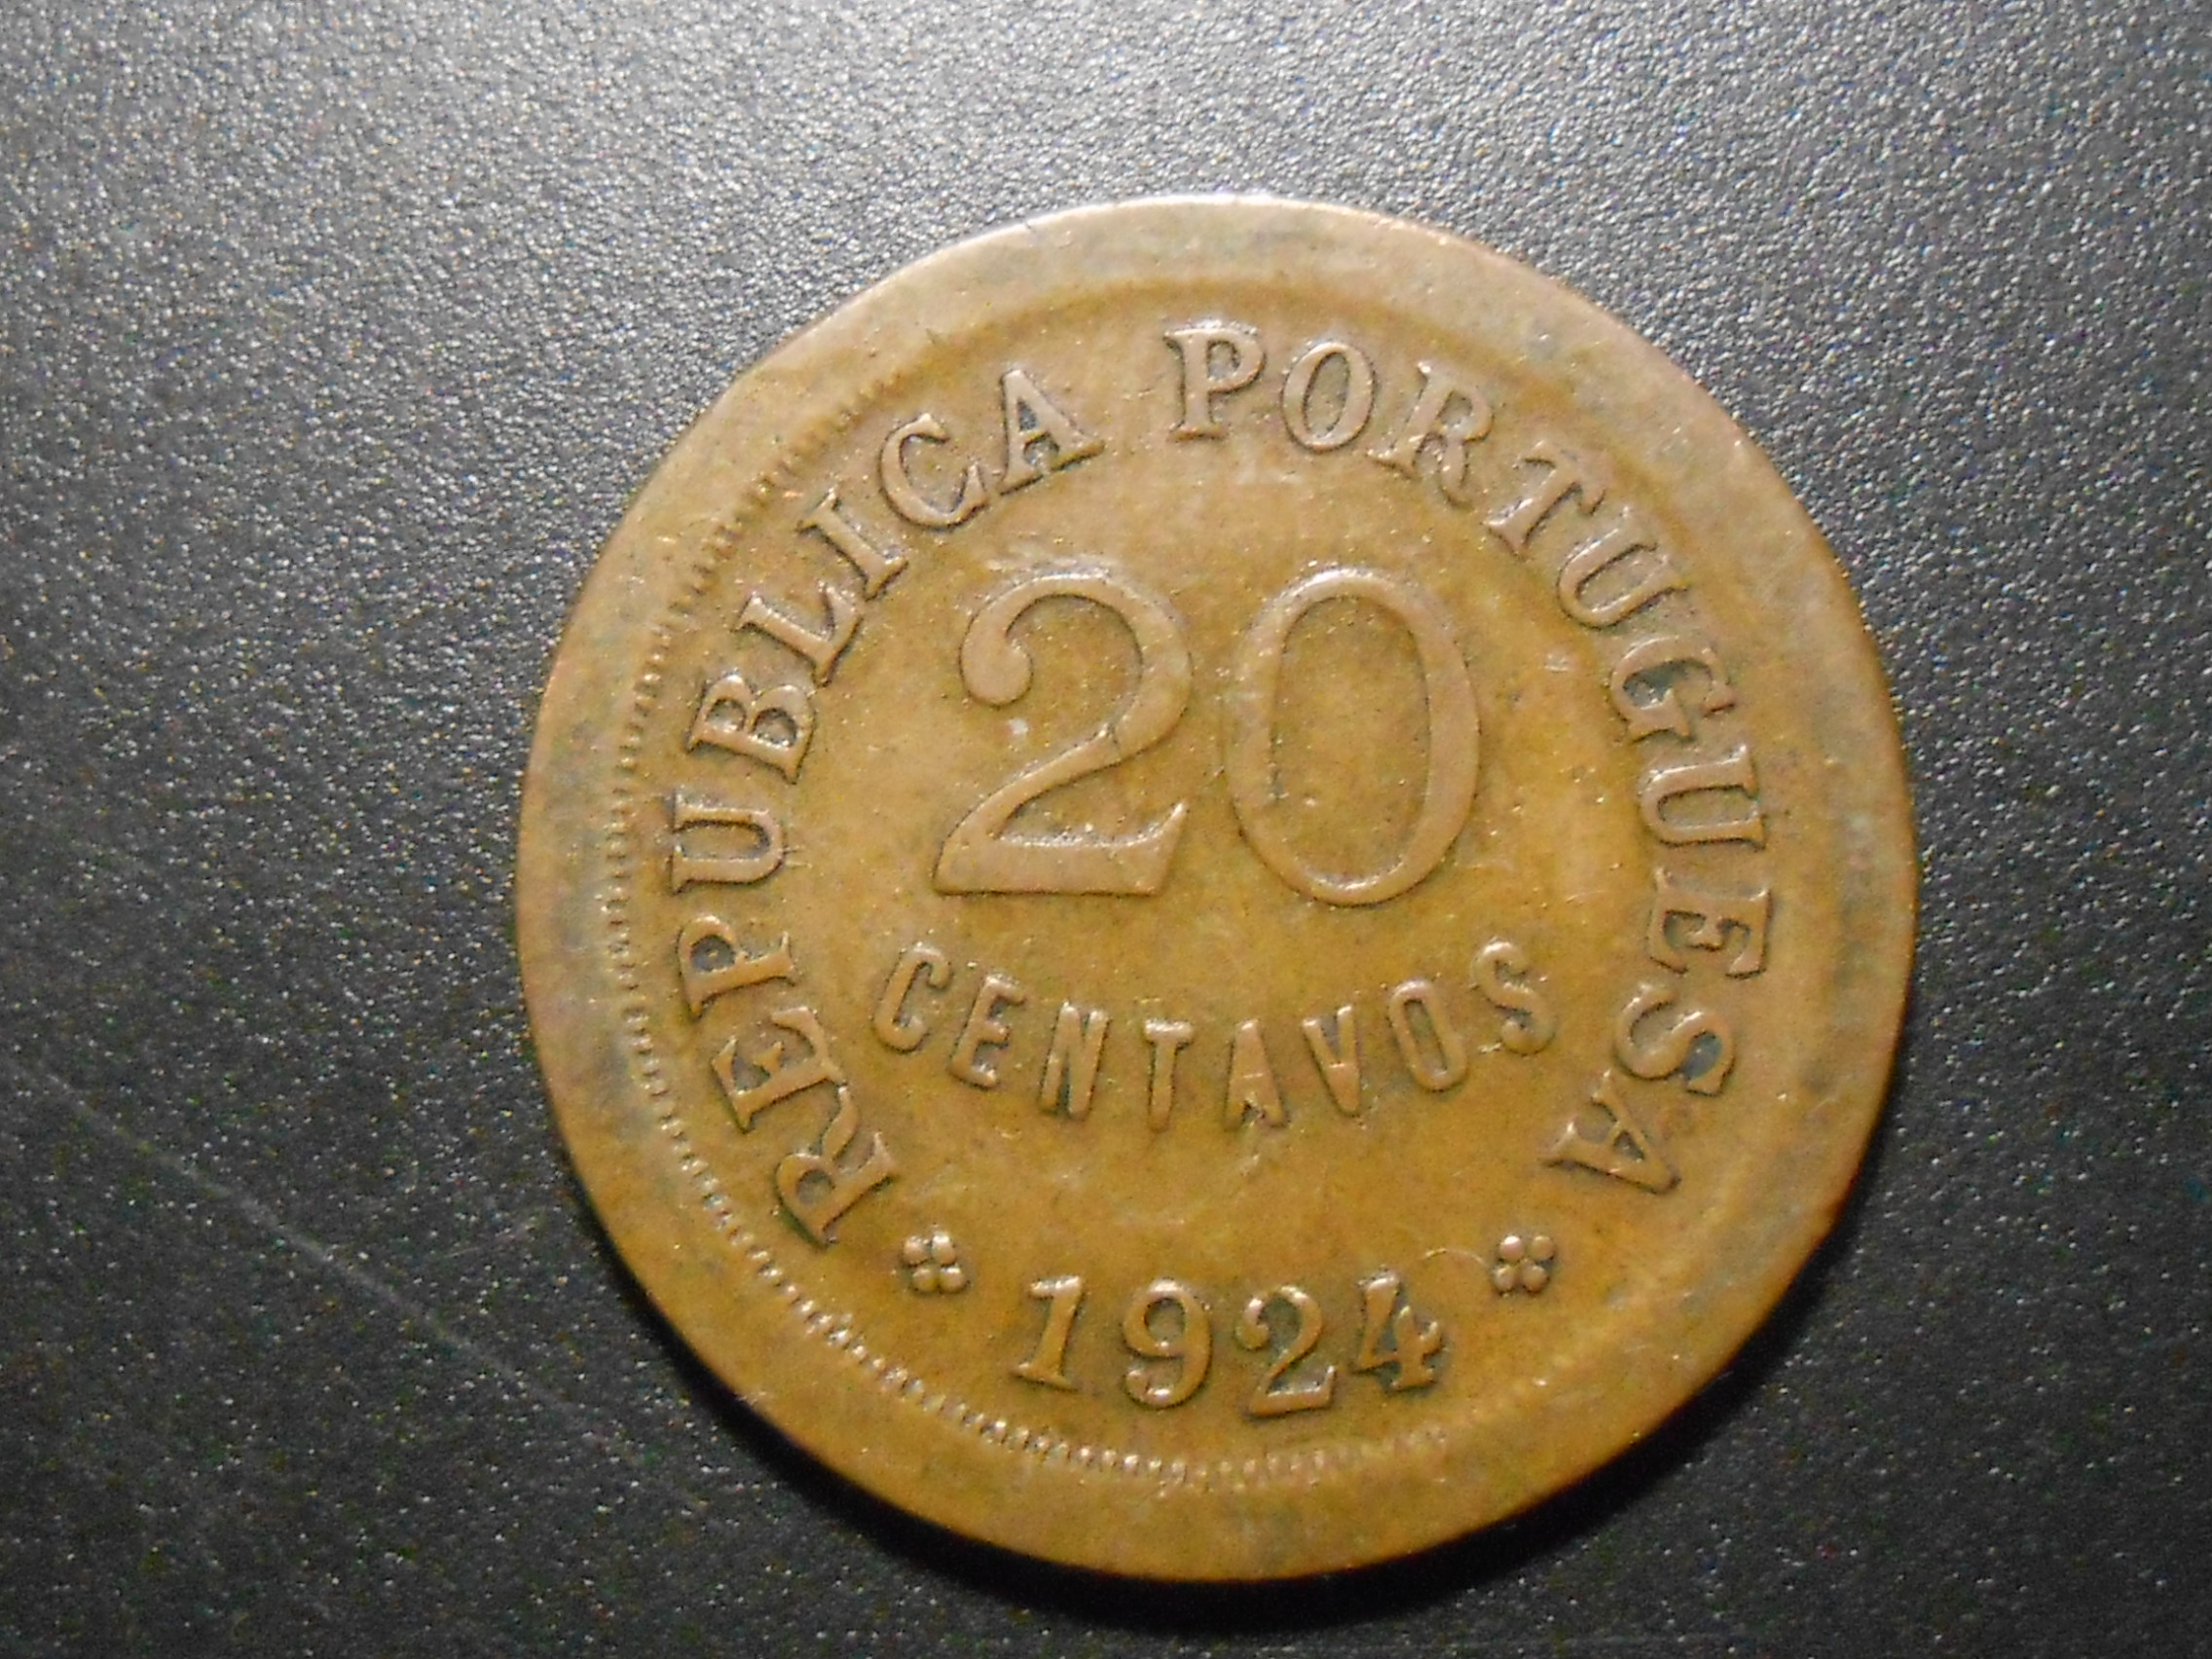 REPUBLICA PORTUGUESA
20
CENTAVOS
1924